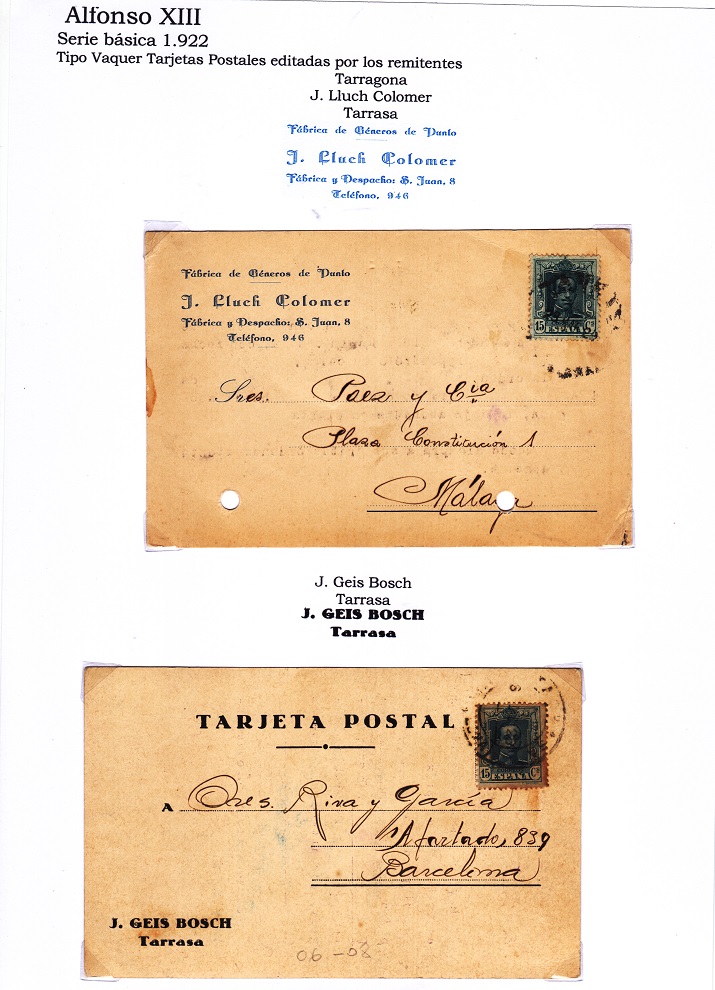 Alfonso XIII
Serie básica 1.922
Tipo Vaquer Tarjetas Postales editadas por los remitentes
Tarragona
J. Lluch Colomer
Tarrasa
Fábrica de Géneros de Punto
J. Lluch Colomer
Fábrica y Despacho: S. Juan, 8
Teléfono, 946
Fábrica de Géneros de Punto
J. Lluch Colomer
Fábrica y Despacho: S. Juan, 8
Teléfono, 946
15 ESPAÑA Cs
Sres. Paez y Cia
Plaza Constitución 1
Málaga
J. Geis Bosch
Tarrasa
J. GEIS BOSCH
Tarrasa
TARJETA POSTAL
15 ESPAÑA Cs
A Sres. Riva y García
Apartado, 839
Barcelona
J. GEIS BOSCH
Tarrasa
06-08